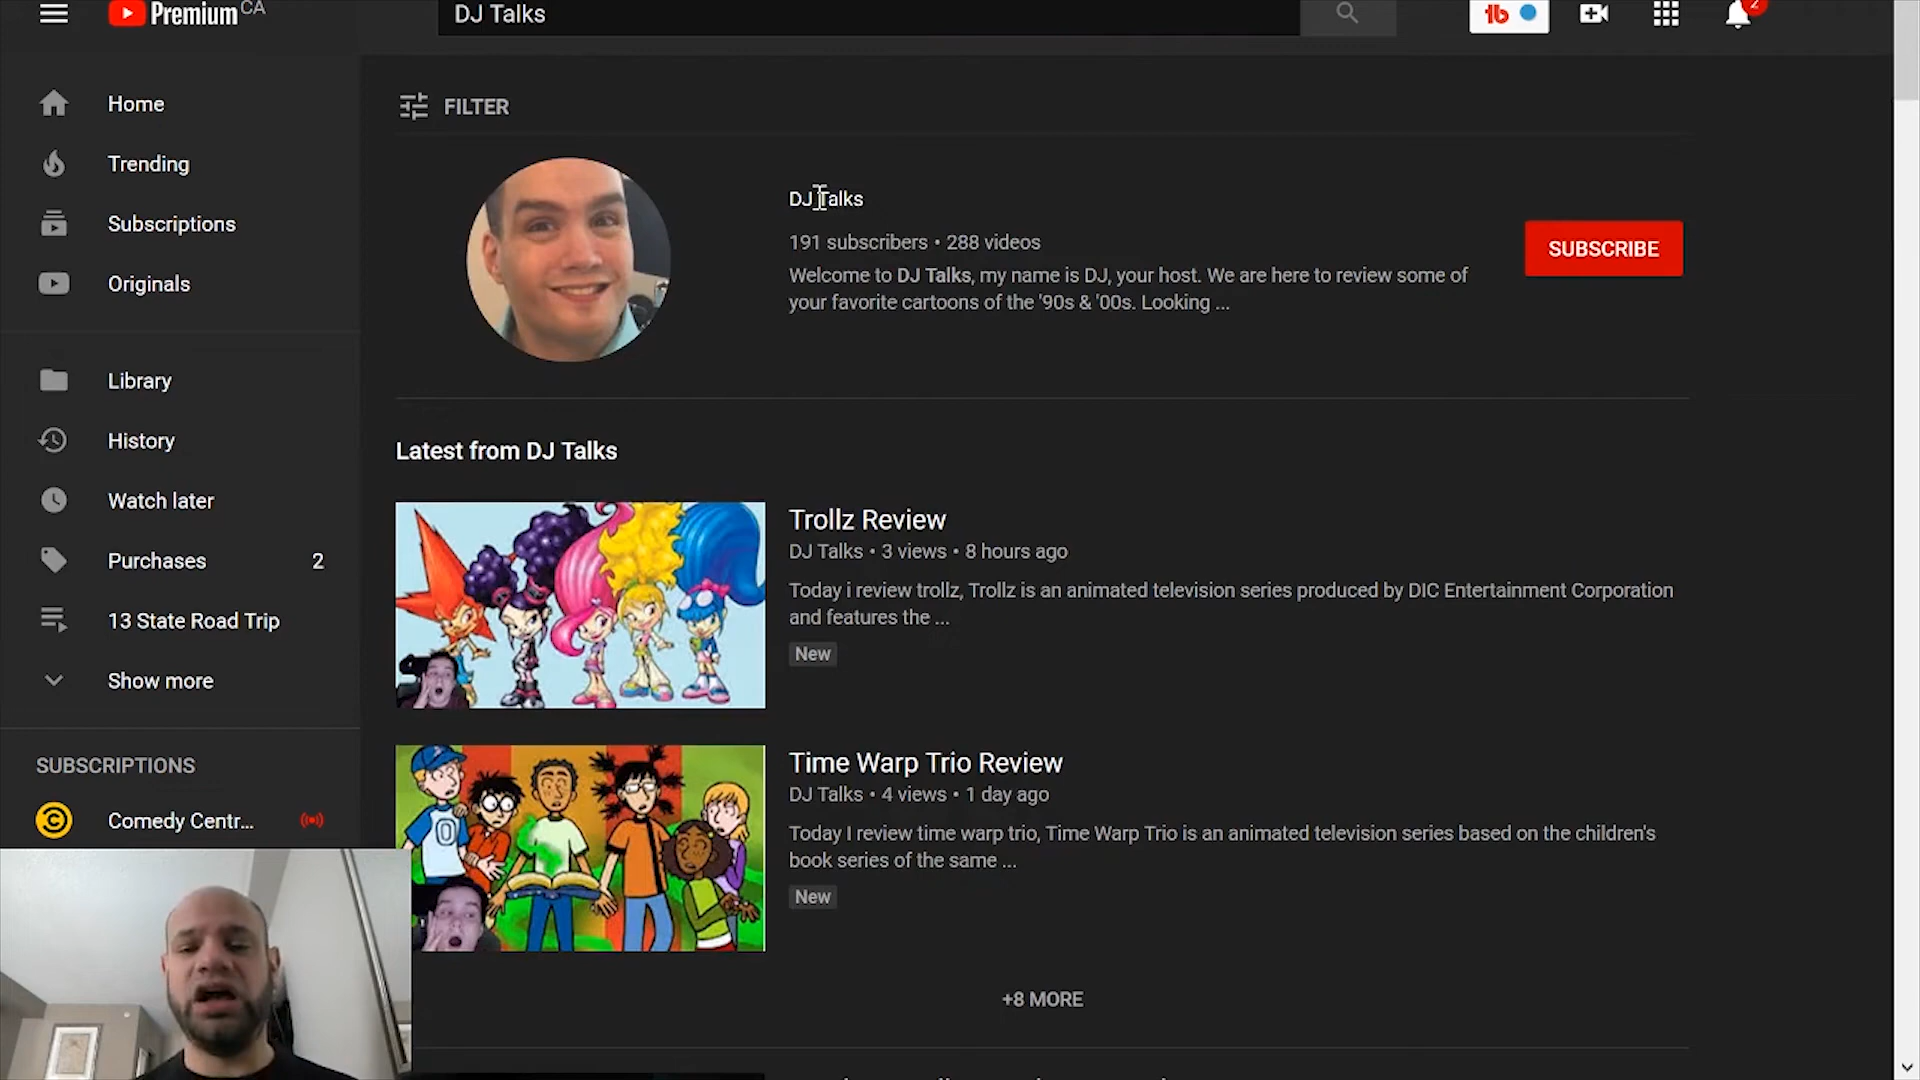 Premium CA
DJ Talks
2
Home
Trending
Subscriptions
Originals
Library
History
Watch later
Purchases 2
13 State Road Trip
Show more
SUBSCRIPTIONS
Comedy Centr...
FILTER
DJ Talks
191 subscribers • 288 videos
Welcome to DJ Talks, my name is DJ, your host. We are here to review some of
your favorite cartoons of the '90s & '00s. Looking ...
SUBSCRIBE
Latest from DJ Talks
Trollz Review
DJ Talks • 3 views • 8 hours ago
Today i review trollz, Trollz is an animated television series produced by DIC Entertainment Corporation
and features the ...
New
Time Warp Trio Review
DJ Talks • 4 views • 1 day ago
Today I review time warp trio, Time Warp Trio is an animated television series based on the children's
book series of the same ...
New
+8 MORE